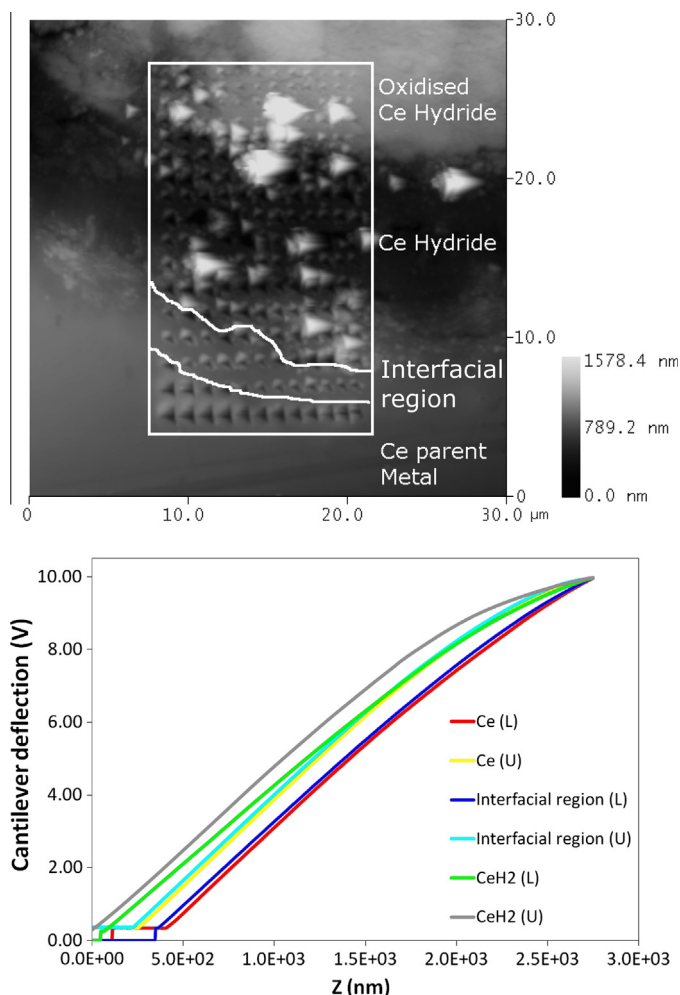 30.0
Oxidised
Ce Hydride
20.0
Ce Hydride
10.0
Interfacial
region
1578.4 nm
789.2 nm
0.0 nm
Ce parent
Metal
0
0 10.0 20.0 30.0 µm
10.00
8.00
6.00
4.00
2.00
0.00
Cantilever deflection (V)
Ce (L)
Ce (U)
Interfacial region (L)
Interfacial region (U)
CeH2 (L)
CeH2 (U)
0.0E+00 5.0E+02 1.0E+03 1.5E+03 2.0E+03 2.5E+03 3.0E+03
Z (nm)